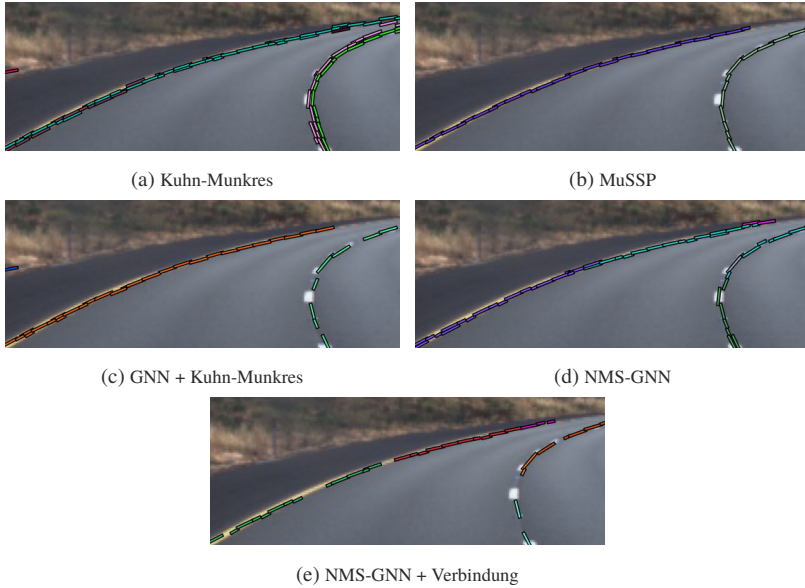 (a) Kuhn-Munkres
(b) MuSSP
(c) GNN + Kuhn-Munkres
(d) NMS-GNN
(e) NMS-GNN + Verbindung